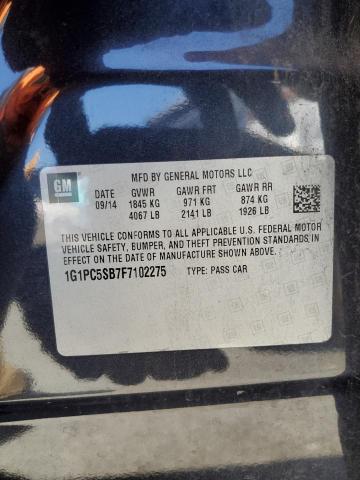 GM
MFD BY GENERAL MOTORS LLC
DATE GVWR GAWR FRT GAWR RR
09/14 1845 KG 971 KG 874 KG
4067 LB 2141 LB 1926 LB
THIS VEHICLE CONFORMS TO ALL APPLICABLE U.S. FEDERAL MOTOR
VEHICLE SAFETY, BUMPER, AND THEFT PREVENTION STANDARDS IN
EFFECT ON THE DATE OF MANUFACTURE SHOWN ABOVE.
1G1PC5SB7F7102275 TYPE: PASS CAR